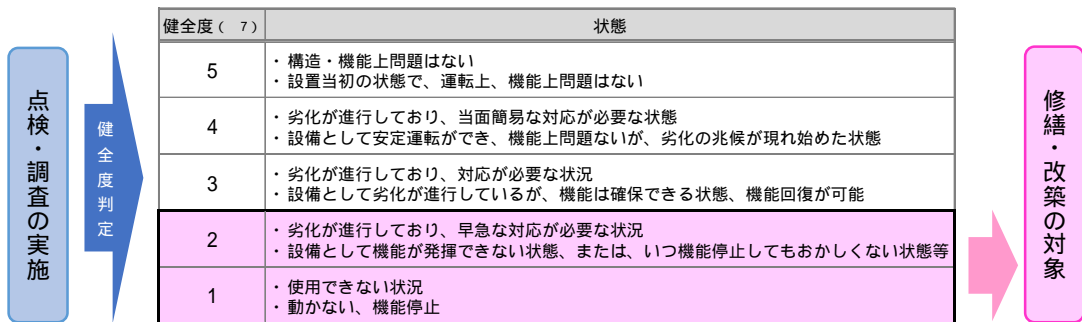 点検・調査の実施
健全度判定
健全度（ 7）
状態
5
・構造・機能上問題はない
・設置当初の状態で、運転上、機能上問題はない
4
・劣化が進行しており、当面簡易な対応が必要な状態
・設備として安定運転ができ、機能上問題ないが、劣化の兆候が現れ始めた状態
3
・劣化が進行しており、対応が必要な状況
・設備として劣化が進行しているが、機能は確保できる状態、機能回復が可能
2
・劣化が進行しており、早急な対応が必要な状況
・設備として機能が発揮できない状態、または、いつ機能停止してもおかしくない状態等
1
・使用できない状況
・動かない、機能停止
修繕・改築の対象